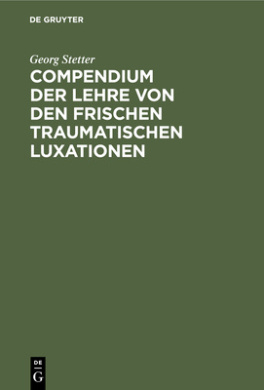 DE GRUYTER
Georg Stetter
COMPENDIUM
DER LEHRE VON
DEN FRISCHEN
TRAUMATISCHEN
LUXATIONEN
DE
G